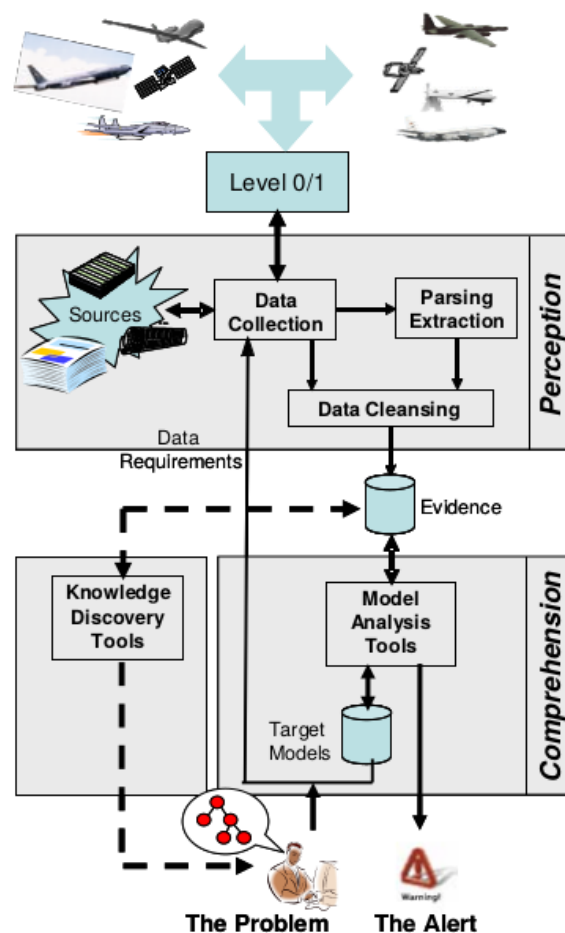 Level 0/1
Sources
Data
Collection
Parsing
Extraction
Data Cleansing
Perception
Data
Requirements
Evidence
Knowledge
Discovery
Tools
Model
Analysis
Tools
Target
Models
Comprehension
Warning!
The Problem
The Alert